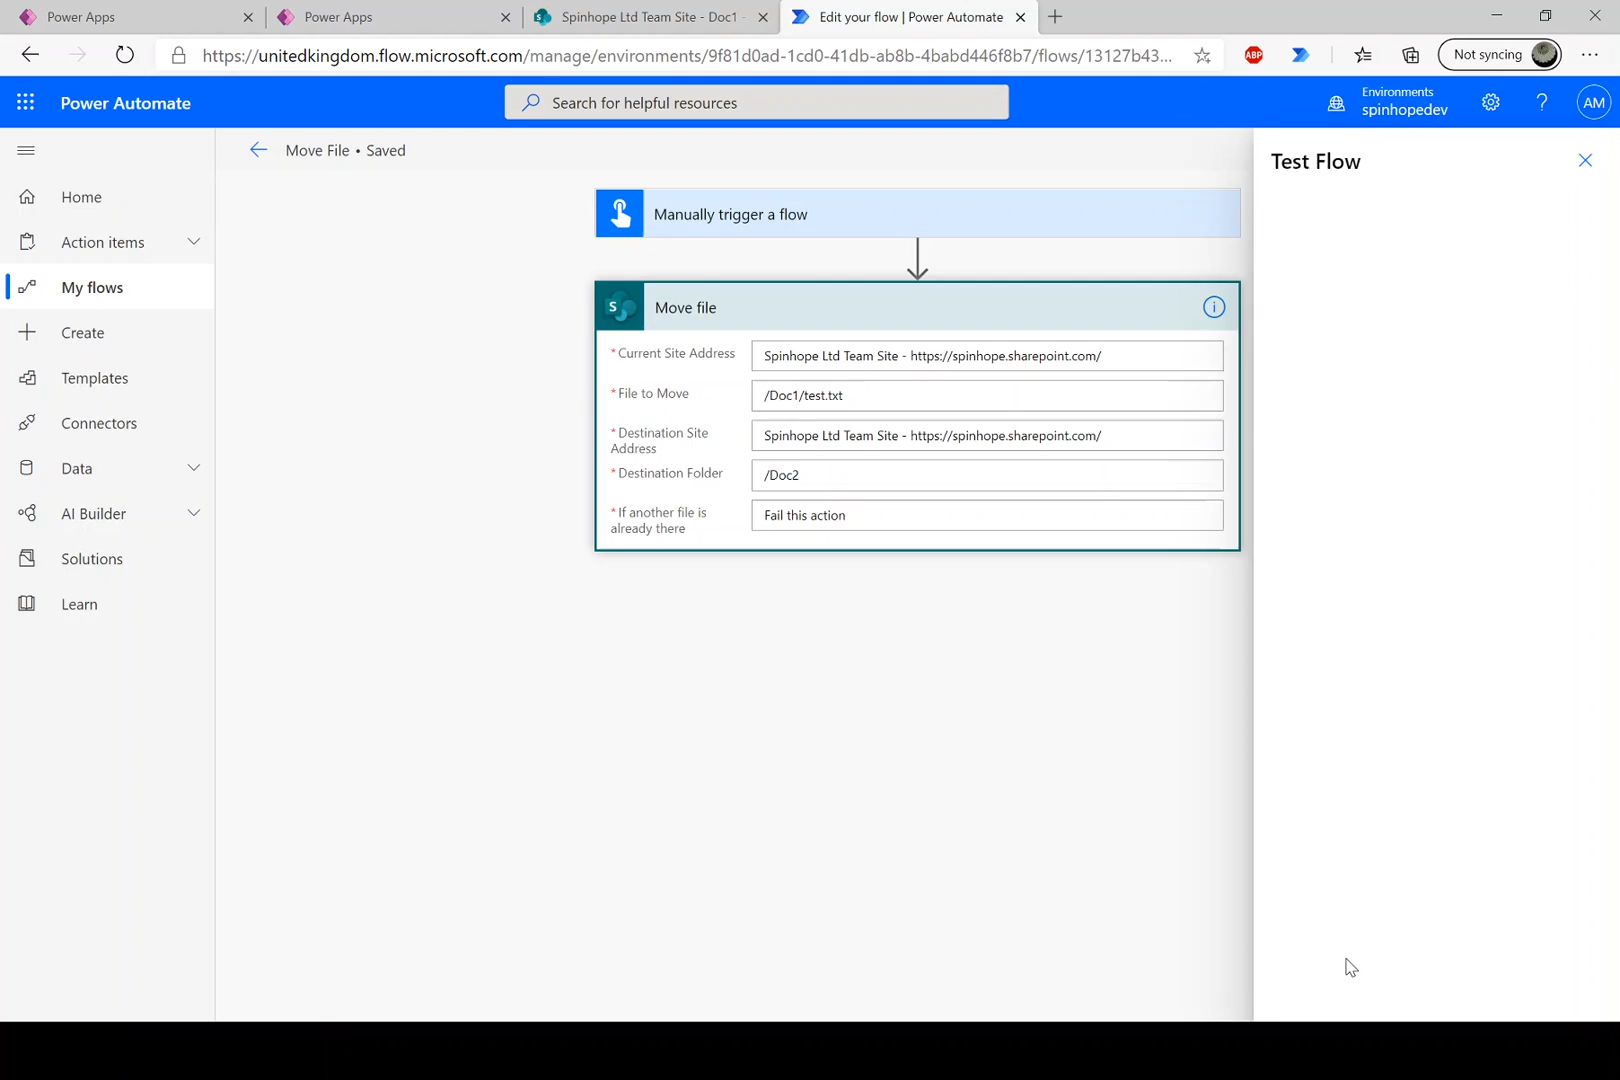 Power Apps
Power Apps
Spinhope Ltd Team Site - Doc1 -
Edit your flow | Power Automate
https://unitedkingdom.flow.microsoft.com/manage/environments/9f81d0ad-1cd0-41db-ab8b-4babd446f8b7/flows/13127b43...
ABP
Not syncing
Power Automate
Search for helpful resources
Environments
spinhopedev
?
AM
Move File • Saved
Test Flow
Home
Action items
My flows
Create
Templates
Connectors
Data
AI Builder
Solutions
Learn
Manually trigger a flow
S
Move file
* Current Site Address
Spinhope Ltd Team Site - https://spinhope.sharepoint.com/
* File to Move
/Doc1/test.txt
* Destination Site
Address
Spinhope Ltd Team Site - https://spinhope.sharepoint.com/
* Destination Folder
/Doc2
* If another file is
already there
Fail this action